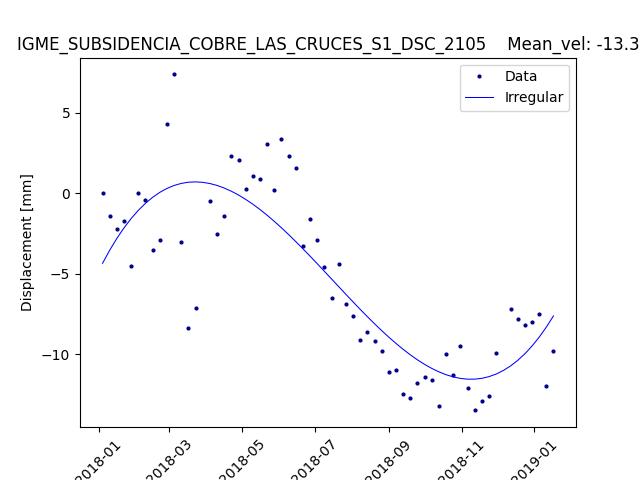 IGME_SUBSIDENCIA_COBRE_LAS_CRUCES_S1_DSC_2105 Mean_vel: -13.3
Data
Irregular
Displacement [mm]
5
0
−5
−10
2018-01
2018-03
2018-05
2018-07
2018-09
2018-11
2019-01